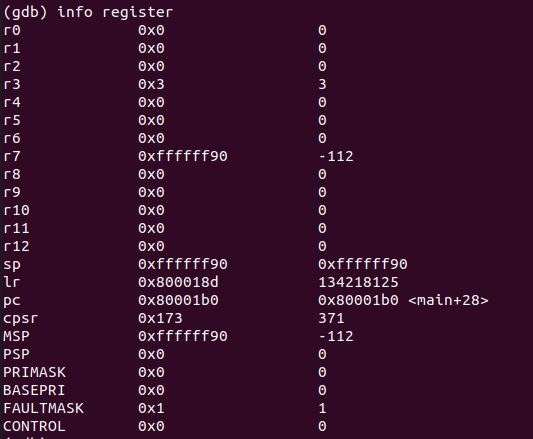 (gdb) info register
r0 0x0 0
r1 0x0 0
r2 0x0 0
r3 0x3 3
r4 0x0 0
r5 0x0 0
r6 0x0 0
r7 0xffffff90 -112
r8 0x0 0
r9 0x0 0
r10 0x0 0
r11 0x0 0
r12 0x0 0
sp 0xffffff90 0xffffff90
lr 0x800018d 134218125
pc 0x80001b0 0x80001b0 <main+28>
cpsr 0x173 371
MSP 0xffffff90 -112
PSP 0x0 0
PRIMASK 0x0 0
BASEPRI 0x0 0
FAULTMASK 0x1 1
CONTROL 0x0 0